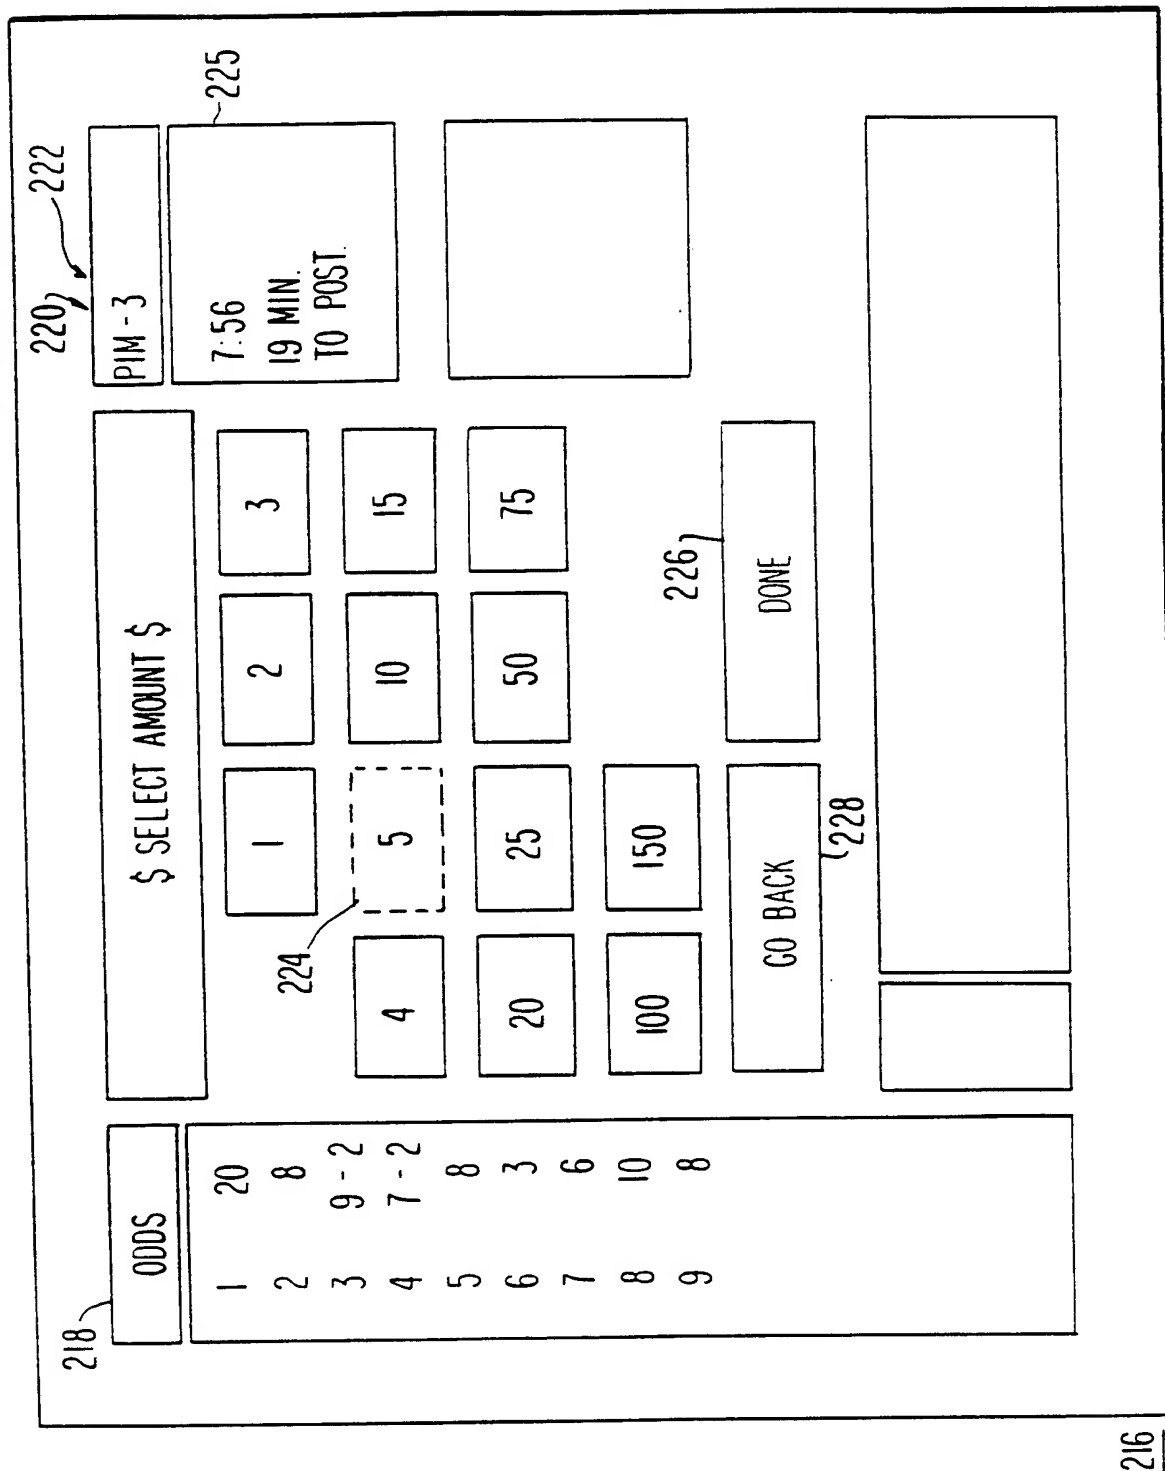 220 222
218
ODDS
$ SELECT AMOUNT $
PIM - 3
225
1 20
2 8
3 9 - 2
4 7 - 2
5 8
6 3
7 6
8 10
9 8
7:56
19 MIN.
TO POST.
1 2 3
224
4 5 10 15
20 25 50 75
100 150
226
GO BACK DONE
228
216